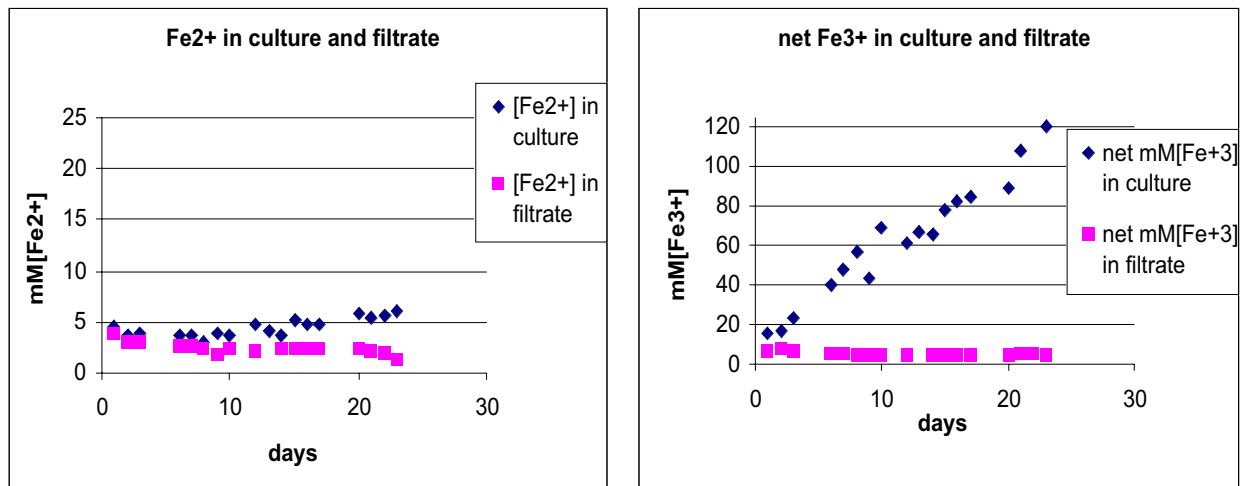 Fe2+ in culture and filtrate
mM[Fe2+]
25
20
15
10
5
0
0
10
20
30
days
[Fe2+] in
culture
[Fe2+] in
filtrate
net Fe3+ in culture and filtrate
mM[Fe3+]
120
100
80
60
40
20
0
0
10
20
30
days
net mM[Fe+3]
in culture
net mM[Fe+3]
in filtrate